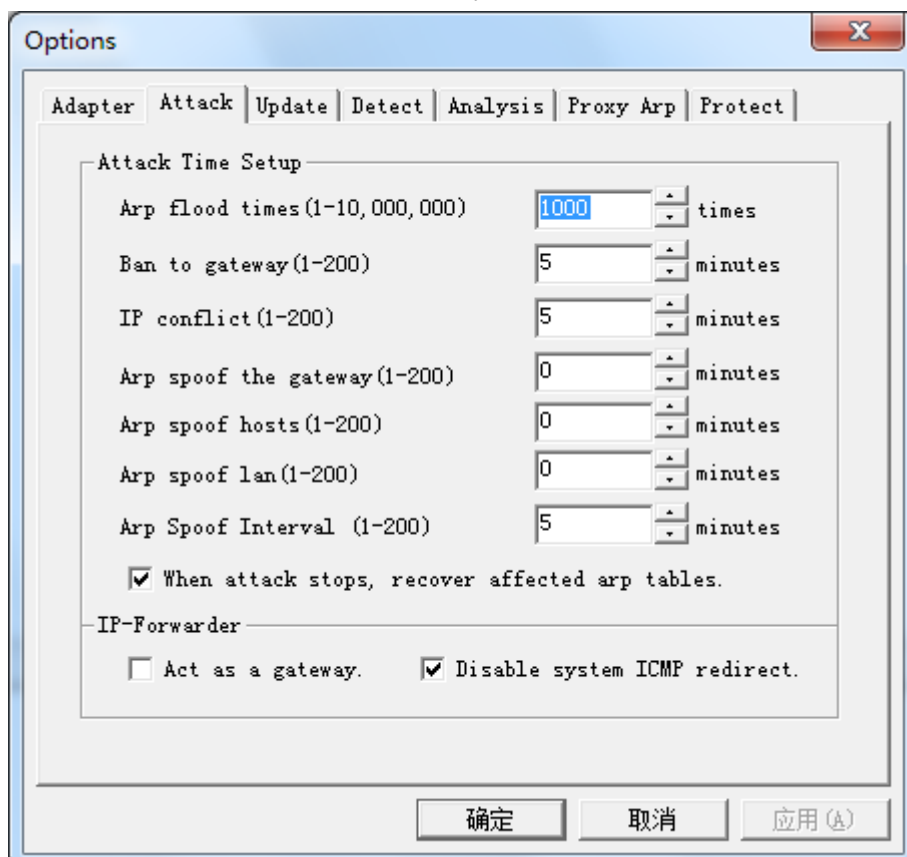 Options
Adapter Attack Update Detect Analysis Proxy Arp Protect
Attack Time Setup
Arp flood times(1-10,000,000) 1000 times
Ban to gateway(1-200) 5 minutes
IP conflict(1-200) 5 minutes
Arp spoof the gateway(1-200) 0 minutes
Arp spoof hosts(1-200) 0 minutes
Arp spoof lan(1-200) 0 minutes
Arp Spoof Interval (1-200) 5 minutes
When attack stops, recover affected arp tables.
IP-Forwarder
Act as a gateway. Disable system ICMP redirect.
确定 取消 应用(A)